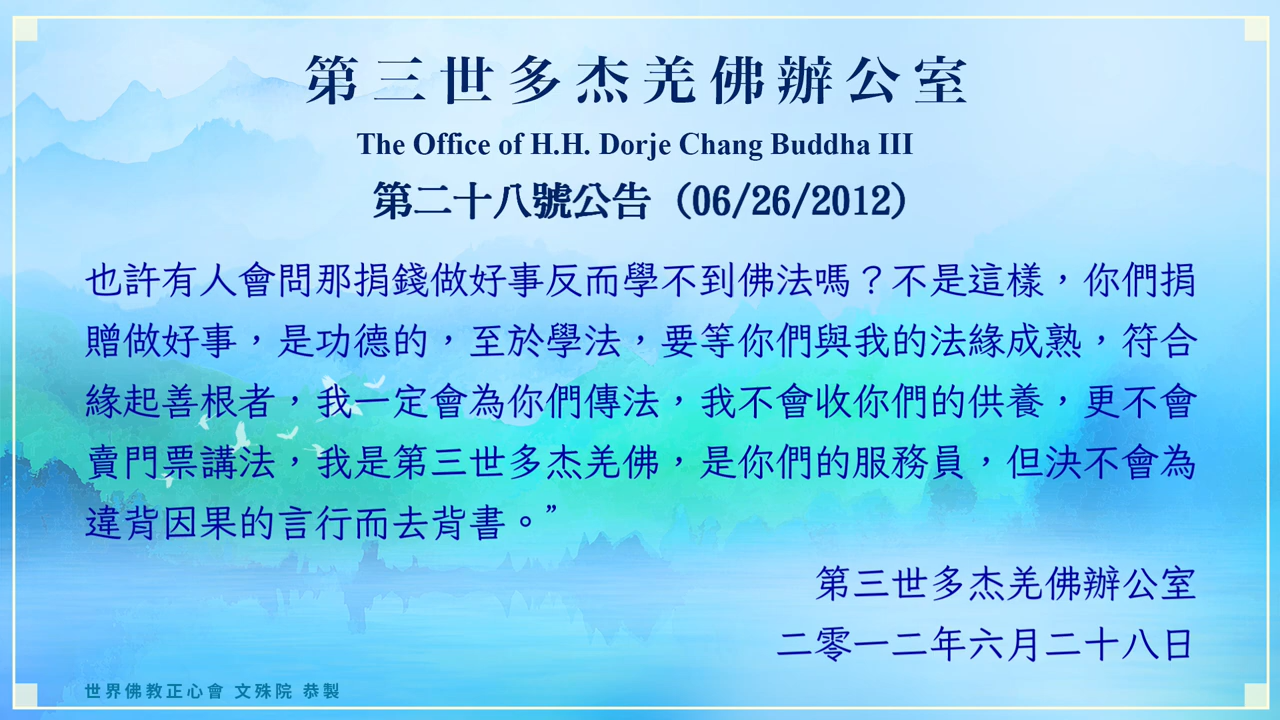 第三世多杰羌佛辦公室
The Office of H.H. Dorje Chang Buddha III
第二十八號公告（06/26/2012）
也許有人會問那捐錢做好事反而學不到佛法嗎？不是這樣，你們捐
贈做好事，是功德的，至於學法，要等你們與我的法緣成熟，符合
緣起善根者，我一定會為你們傳法，我不會收你們的供養，更不會
賣門票講法，我是第三世多杰羌佛，是你們的服務員，但決不會為
違背因果的言行而去背書。”
第三世多杰羌佛辦公室
二零一二年六月二十八日
世界佛教正心會 文殊院 恭製